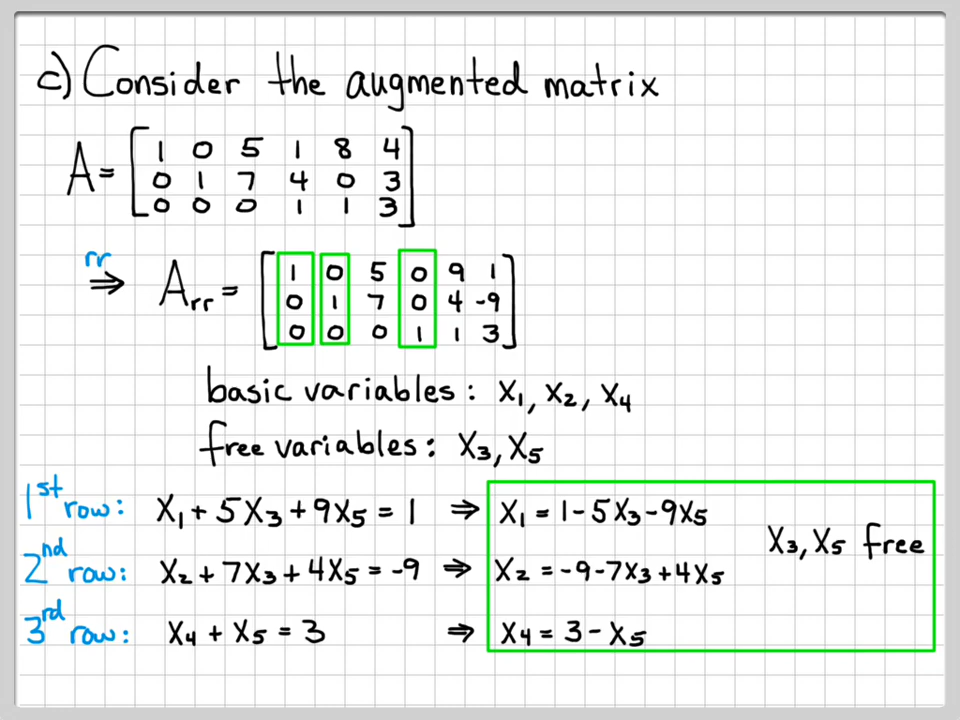 c) Consider the augmented matrix
A = [ 1 0 5 1 8 4
0 1 7 4 0 3
0 0 0 1 1 3 ]
rr ⇒ Arr = [ 1 0 5 0 9 1
0 1 7 0 4 -9
0 0 0 1 1 3 ]
basic variables: X1, X2, X4
free variables: X3, X5
1st row: X1 + 5X3 + 9X5 = 1 ⇒ X1 = 1 - 5X3 - 9X5
X3, X5 free
2nd row: X2 + 7X3 + 4X5 = -9 ⇒ X2 = -9 - 7X3 + 4X5
3rd row: X4 + X5 = 3 ⇒ X4 = 3 - X5